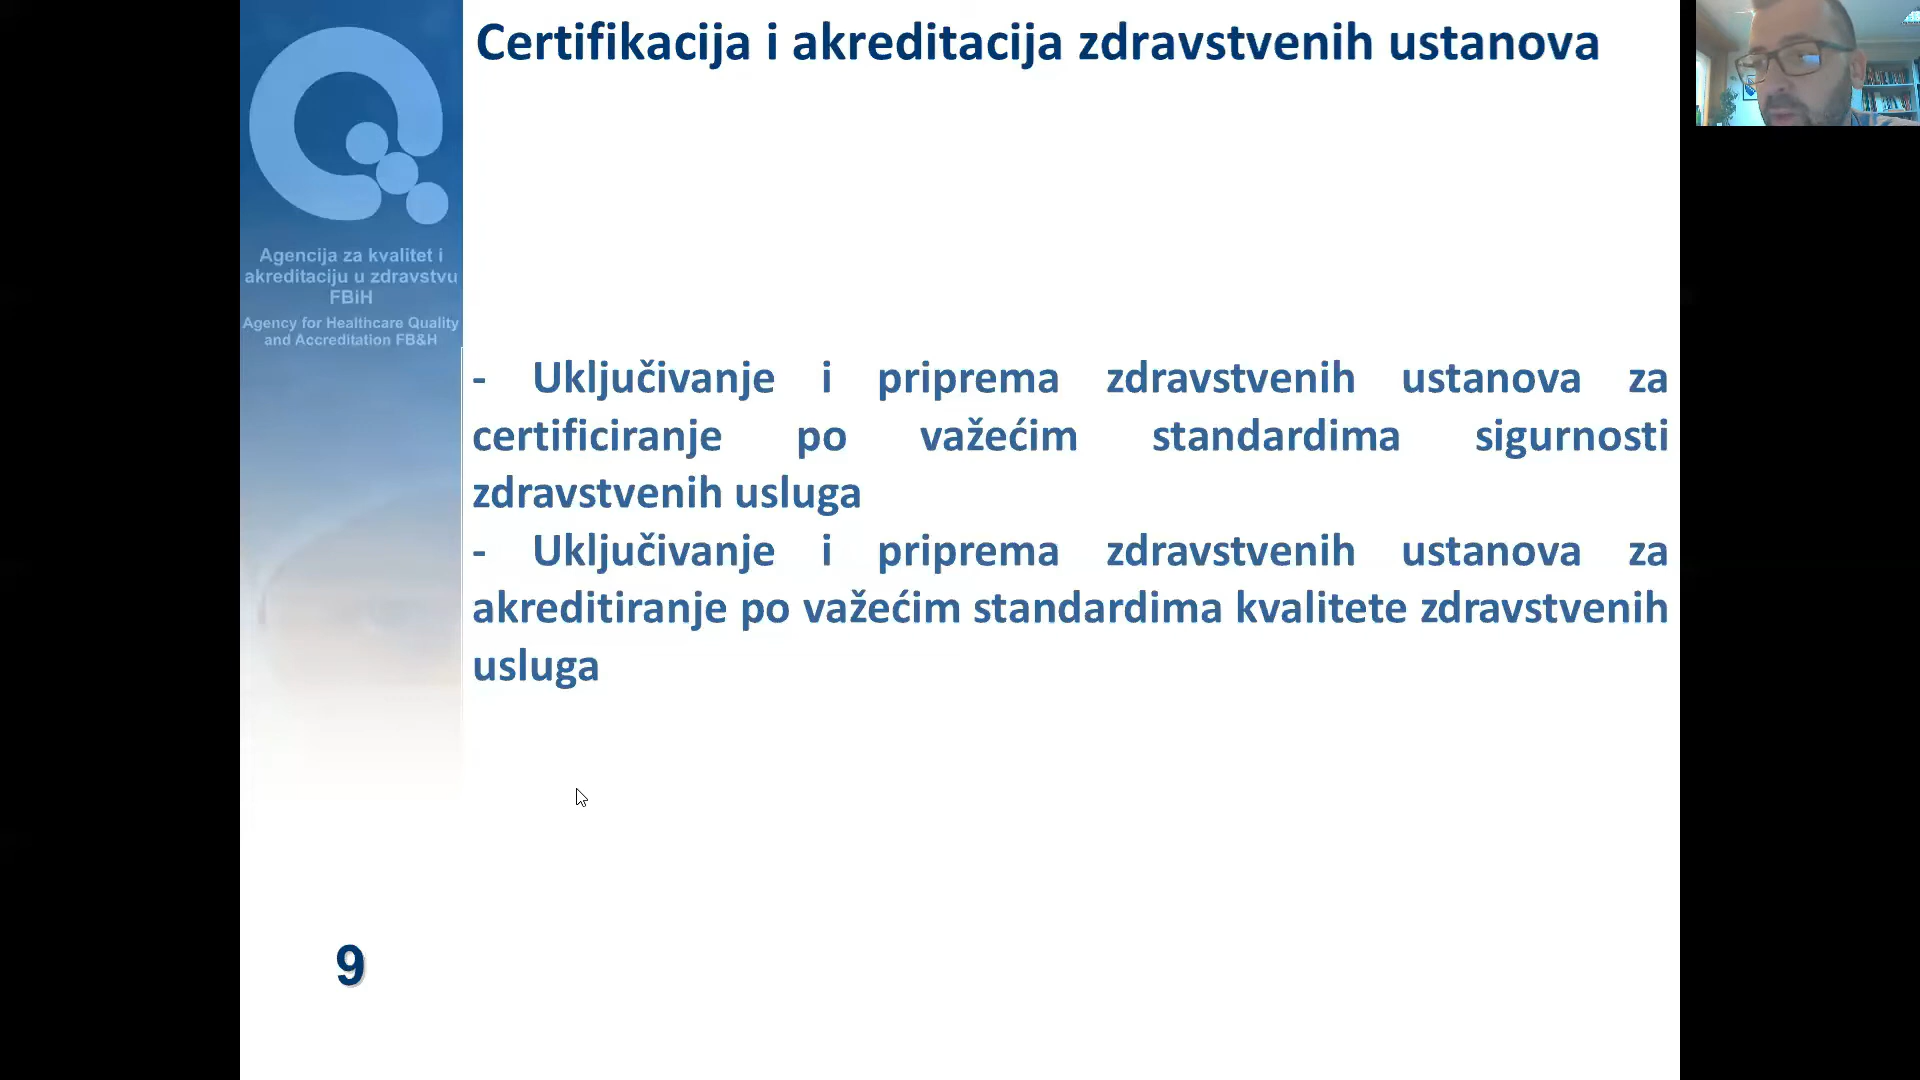 Certifikacija i akreditacija zdravstvenih ustanova
Agencija za kvalitet i
akreditaciju u zdravstvu
FBiH
Agency for Healthcare Quality
and Accreditation FB&H
- Uključivanje i priprema zdravstvenih ustanova za
certificiranje po važećim standardima sigurnosti
zdravstvenih usluga
- Uključivanje i priprema zdravstvenih ustanova za
akreditiranje po važećim standardima kvalitete zdravstvenih
usluga
9